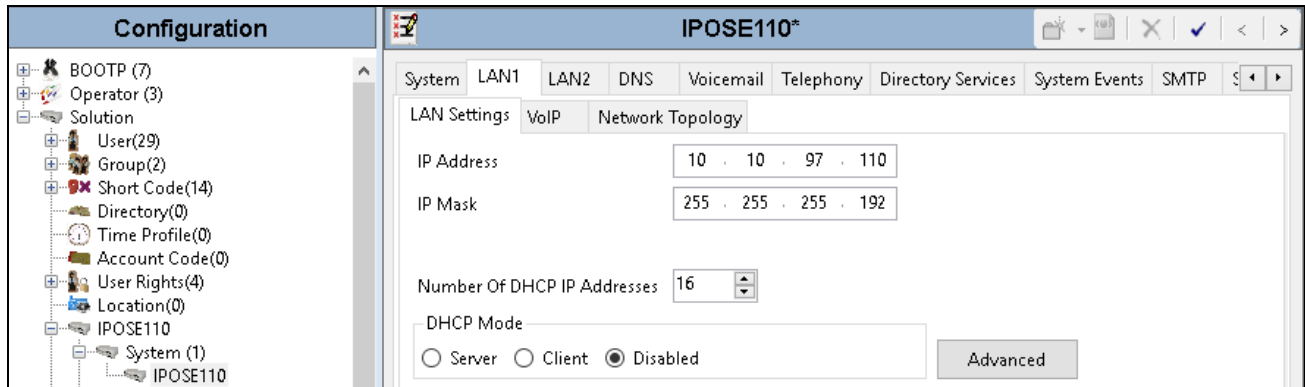 Configuration
BOOTP (7)
Operator (3)
Solution
User(29)
Group(2)
Short Code(14)
Directory(0)
Time Profile(0)
Account Code(0)
User Rights(4)
Location(0)
IPOSE110
System (1)
IPOSE110
IPOSE110*
System LAN1 LAN2 DNS Voicemail Telephony Directory Services System Events SMTP
LAN Settings VoIP Network Topology
IP Address 10 . 10 . 97 . 110
IP Mask 255 . 255 . 255 . 192
Number Of DHCP IP Addresses 16
DHCP Mode
Server Client Disabled Advanced